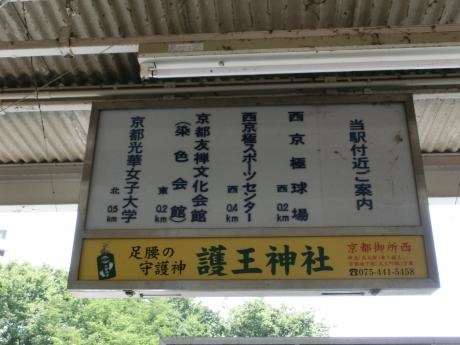 当駅付近ご案内
西京極球場
西 0.2km
西京極スポーツセンター
西 0.4km
京都友禅文化会館
(染色会館)
東 0.2km
京都光華女子大学
北 0.5km
足腰の
守護神
護王神社
京都御所西
☎075-441-5458